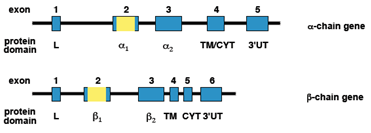 exon 1 2 3 4 5
α-chain gene
protein domain L α1 α2 TM/CYT 3'UT
exon 1 2 3 4 5 6
β-chain gene
protein domain L β1 β2 TM CYT 3'UT